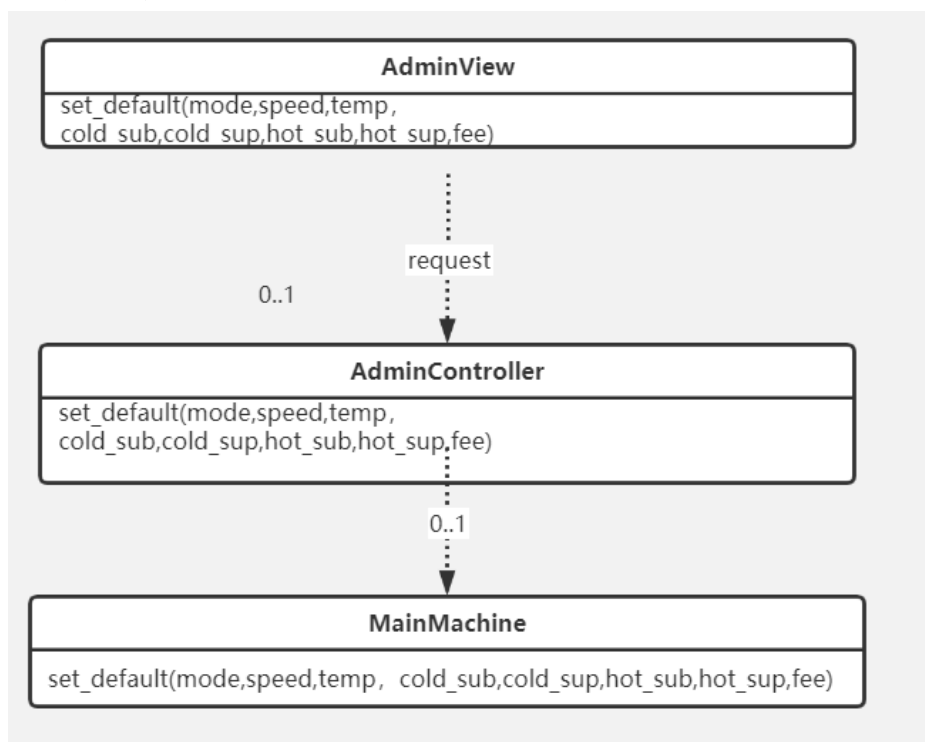 AdminView
set_default(mode,speed,temp，
cold_sub,cold_sup,hot_sub,hot_sup,fee)
request
0..1
AdminController
set_default(mode,speed,temp，
cold_sub,cold_sup,hot_sub,hot_sup,fee)
0..1
MainMachine
set_default(mode,speed,temp，cold_sub,cold_sup,hot_sub,hot_sup,fee)